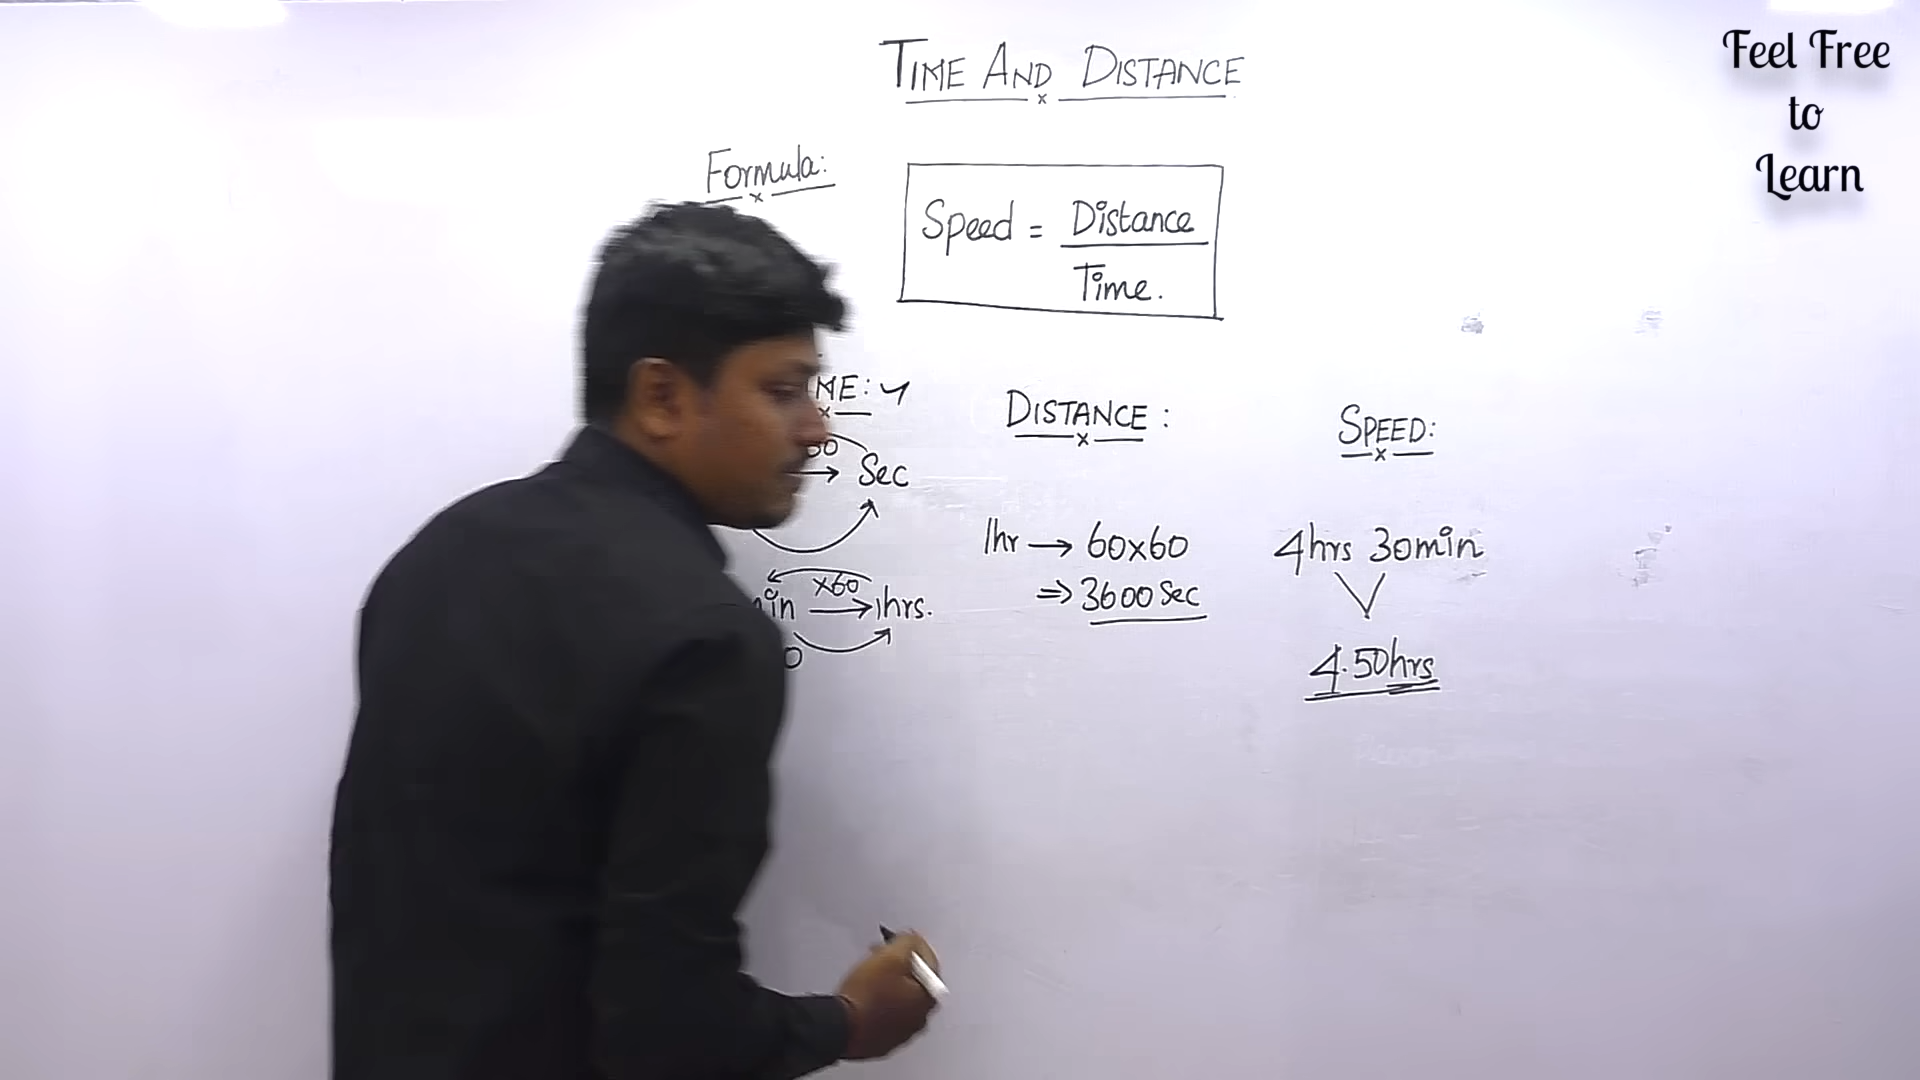 TIME AND DISTANCE
Feel Free
to
Learn
Formula:
Speed = Distance
Time.
DISTANCE:
SPEED:
Sec
1hr → 60x60
⇒ 3600 Sec
4hrs 30min
4.50hrs
x60
→ hrs.